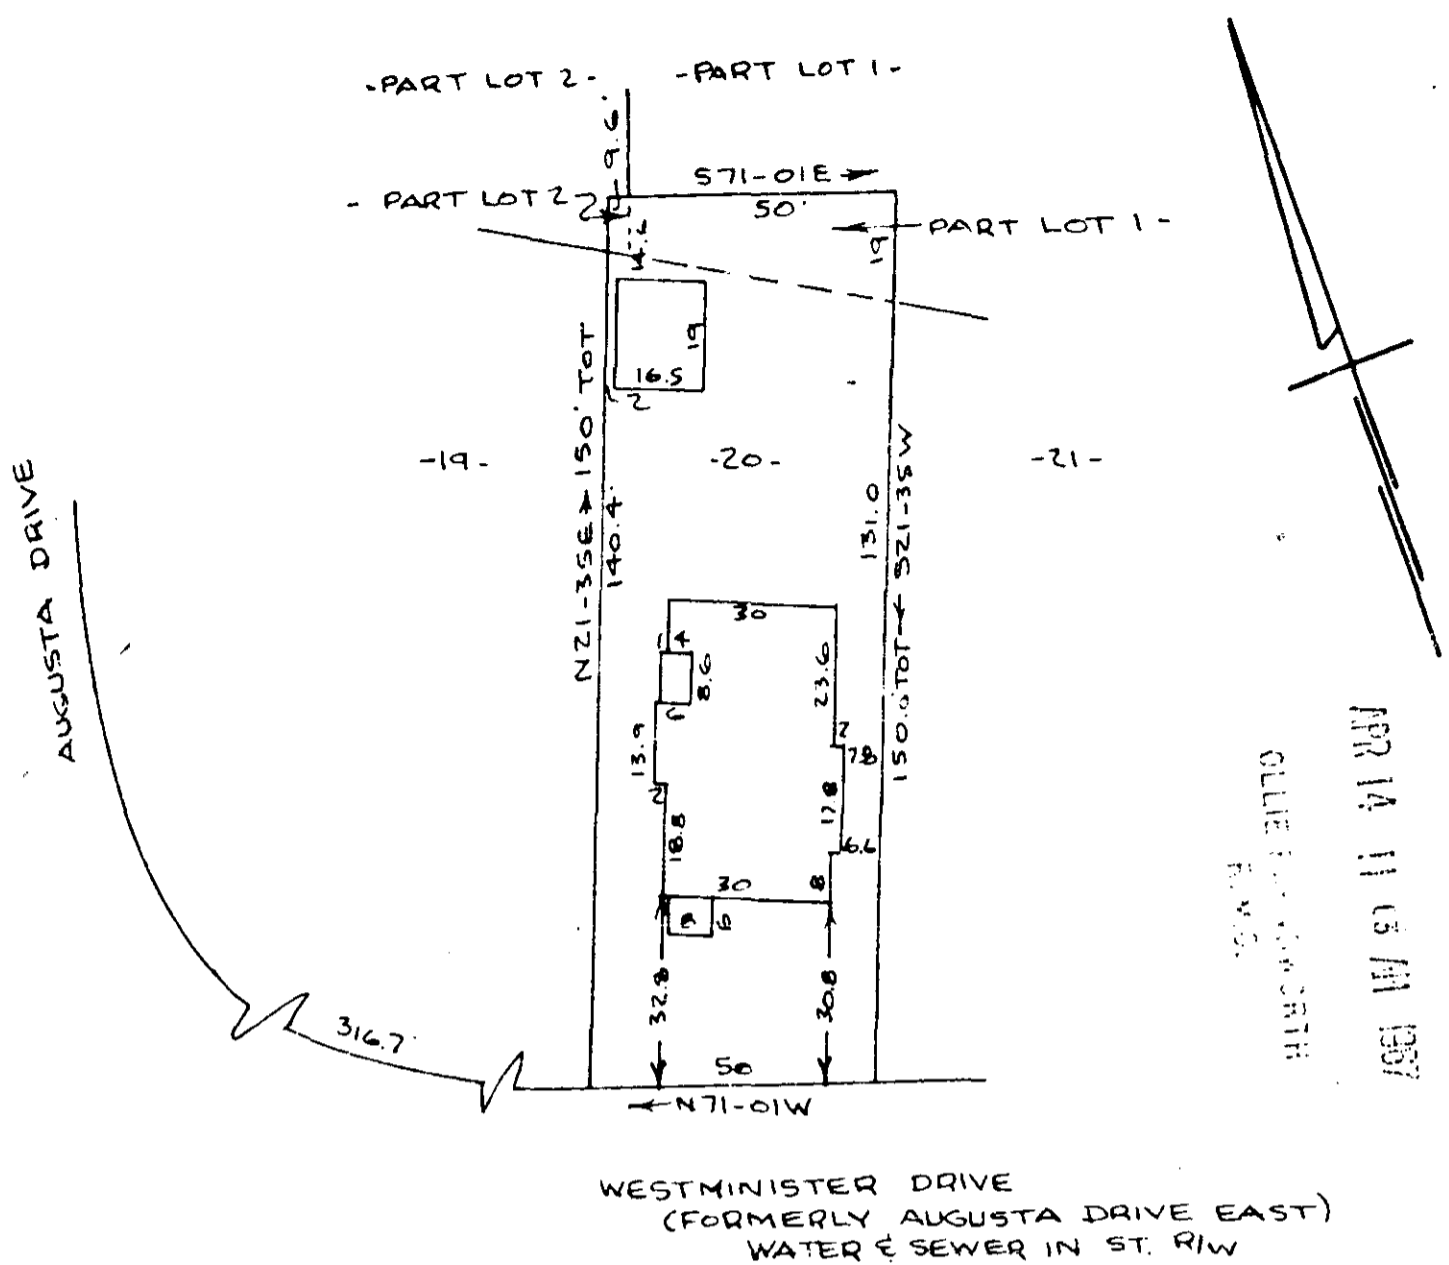 -PART LOT 2-
-PART LOT 1-
9.6'
S71-01E
- PART LOT 2
2
50'
PART LOT 1 -
19
19
16.5
2
N21-35E 150' TOT
140.4'
-19-
-20-
-21-
131.0
150.0 TOT S21-35W
AUGUSTA DRIVE
30
4
8.6
23.6
2
7.8
13.9
2
17.8
18.8
6.6
8
30
8
6
32.8
30.8
316.7'
50
N71-01W
APR 14 11 AM 1967
OLLIE
R.M.C.
WESTMINISTER DRIVE
(FORMERLY AUGUSTA DRIVE EAST)
WATER & SEWER IN ST. R/W